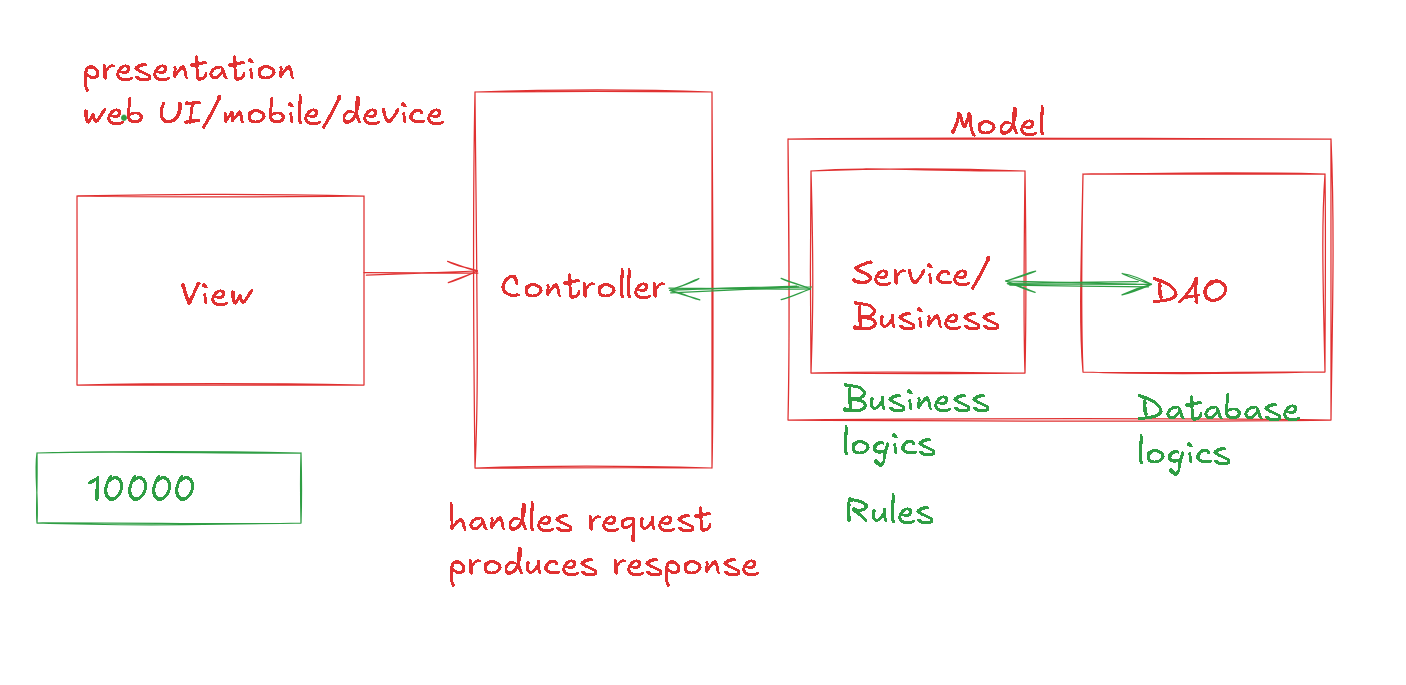 presentation
web UI/mobile/device
Model
View
Controller
Service/
Business
DAO
Business
logics
Rules
Database
logics
10000
handles request
produces response